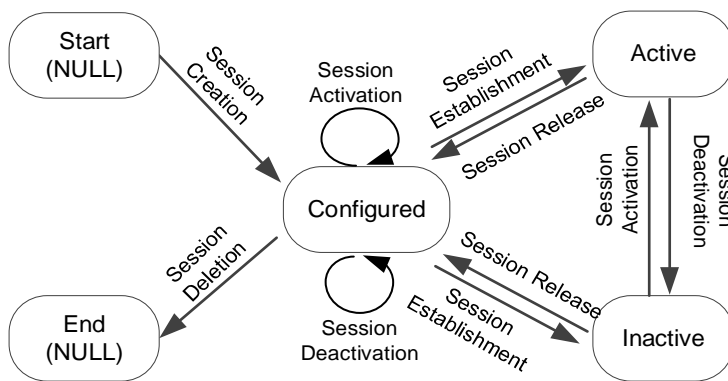 Start
(NULL)
Session
Creation
Session
Activation
Session
Establishment
Session Release
Active
Configured
Session
Activation
Session
Deactivation
Session
Deletion
Session
Deactivation
Session Release
Session
Establishment
End
(NULL)
Inactive